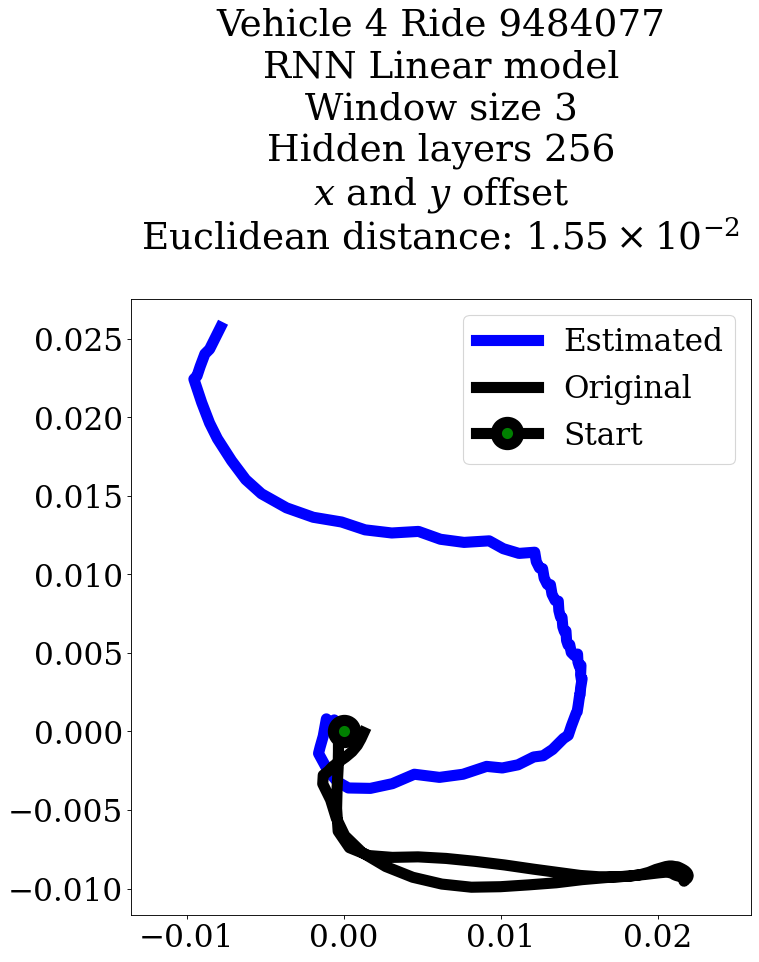 Vehicle 4 Ride 9484077
RNN Linear model
Window size 3
Hidden layers 256
x and y offset
Euclidean distance: 1.55 × 10⁻²
Estimated
Original
Start
0.025
0.020
0.015
0.010
0.005
0.000
−0.005
−0.010
−0.01 0.00 0.01 0.02